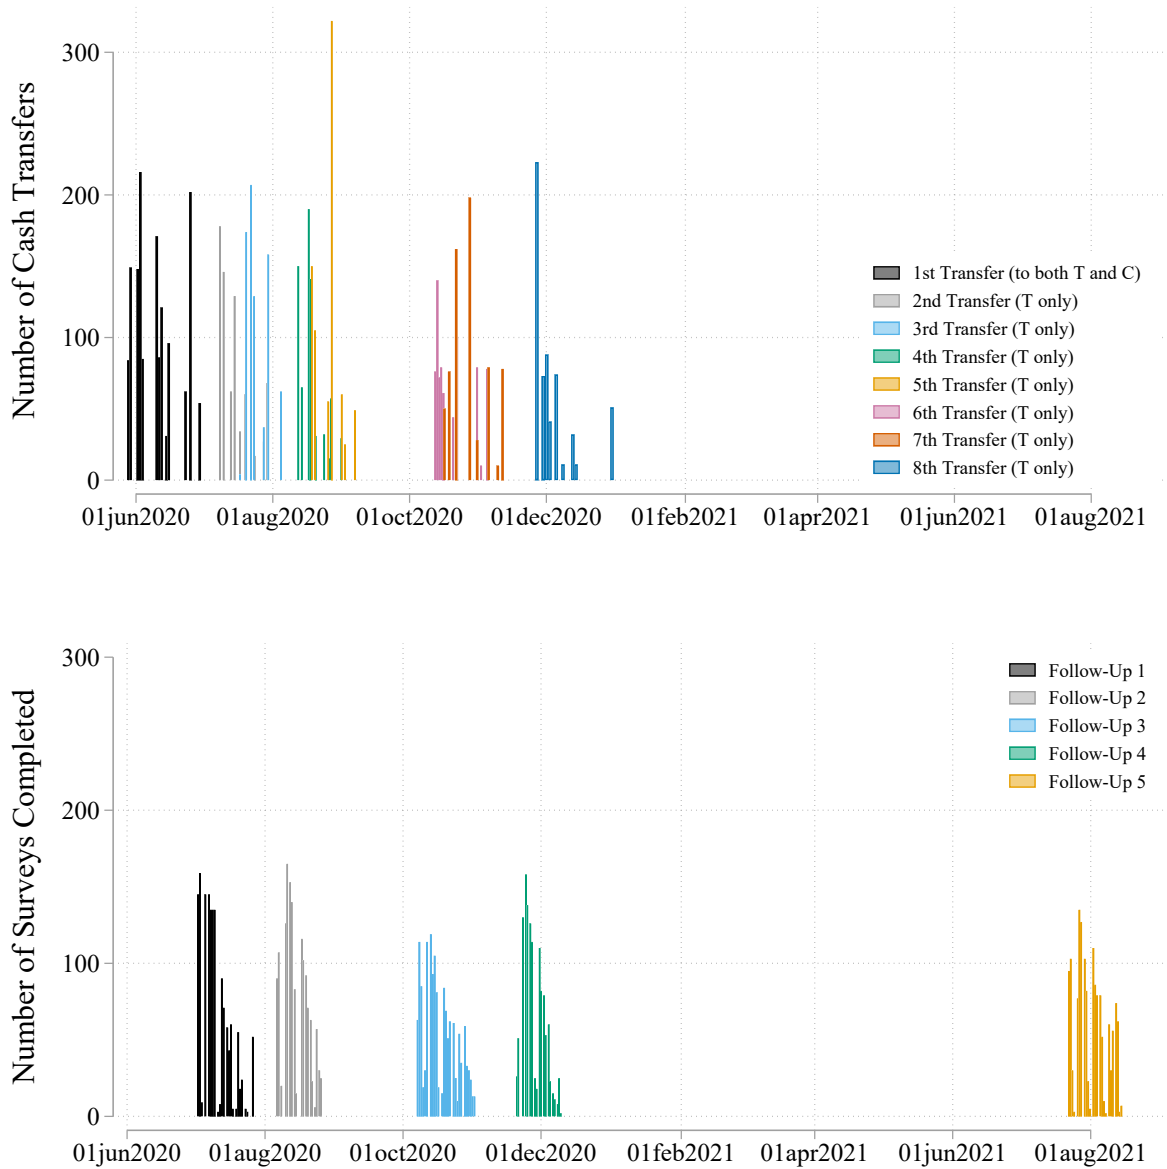 Number of Cash Transfers
300
200
100
0
1st Transfer (to both T and C)
2nd Transfer (T only)
3rd Transfer (T only)
4th Transfer (T only)
5th Transfer (T only)
6th Transfer (T only)
7th Transfer (T only)
8th Transfer (T only)
01jun2020 01aug2020 01oct2020 01dec2020 01feb2021 01apr2021 01jun2021 01aug2021
Number of Surveys Completed
300
200
100
0
Follow-Up 1
Follow-Up 2
Follow-Up 3
Follow-Up 4
Follow-Up 5
01jun2020 01aug2020 01oct2020 01dec2020 01feb2021 01apr2021 01jun2021 01aug2021